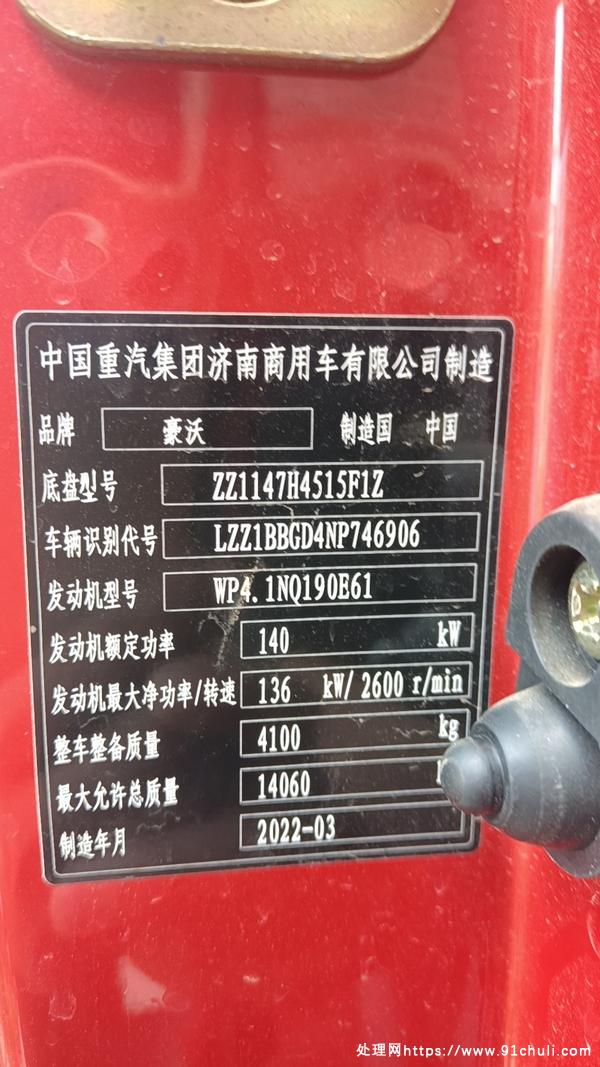 中国重汽集团济南商用车有限公司制造
品牌 豪沃 制造国 中国
底盘型号 ZZ1147H4515F1Z
车辆识别代号 LZZ1BBGD4NP746906
发动机型号 WP4.1NQ190E61
发动机额定功率 140 kW
发动机最大净功率/转速 136 kW/ 2600 r/min
整车整备质量 4100 kg
最大允许总质量 14060
制造年月 2022-03
处理网https://www.91chuli.com/